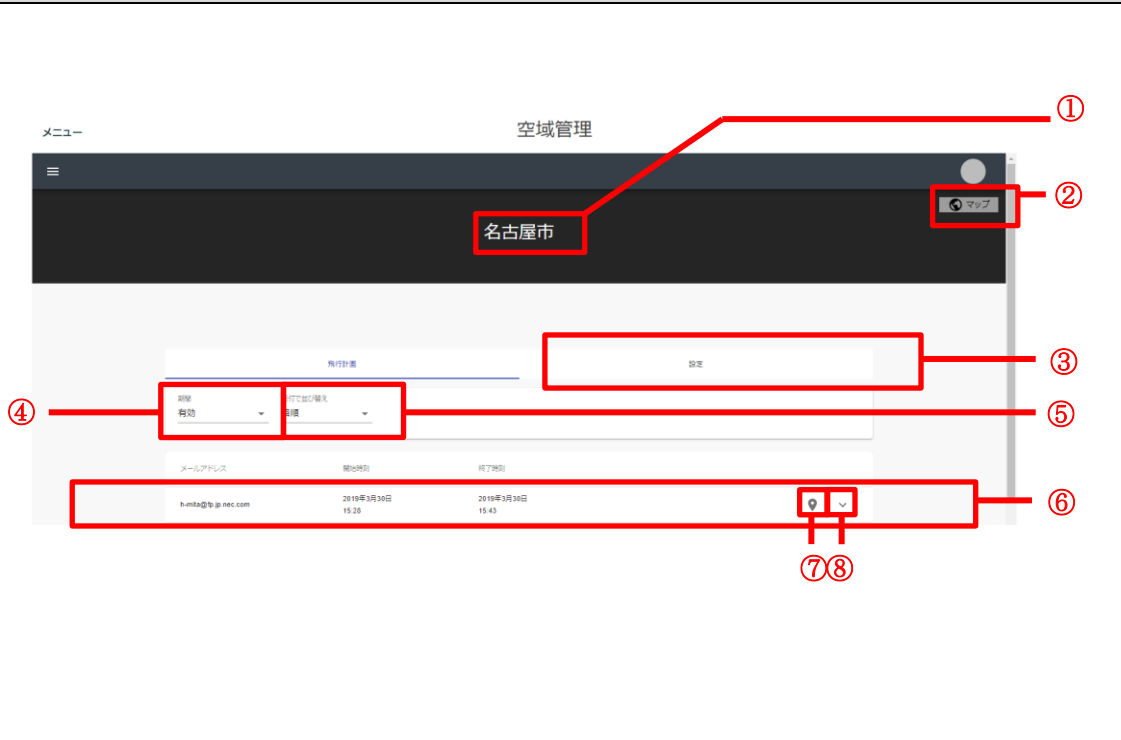 ①
メニュー
空域管理
②
マップ
名古屋市
飛行計画
設定
③
期間
付で並び替え
④
有効
順
⑤
メールアドレス
開始時刻
終了時刻
h-mita@fp.jp.nec.com
2019年3月30日
15:28
2019年3月30日
15:43
⑥
⑦⑧